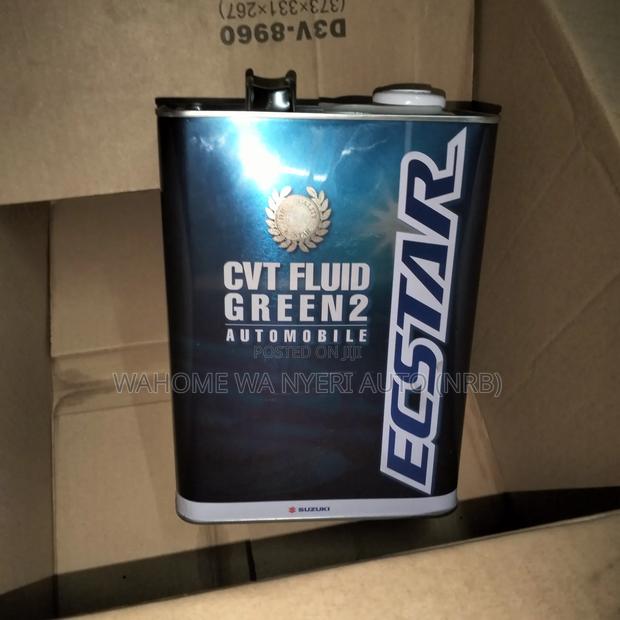 D3V-8960
(373×331×267)
CVT FLUID
GREEN2
AUTOMOBILE
ECSTAR
POSTED ON JIJI
WAHOME WA NYERI AUTO (NRB)
SUZUKI